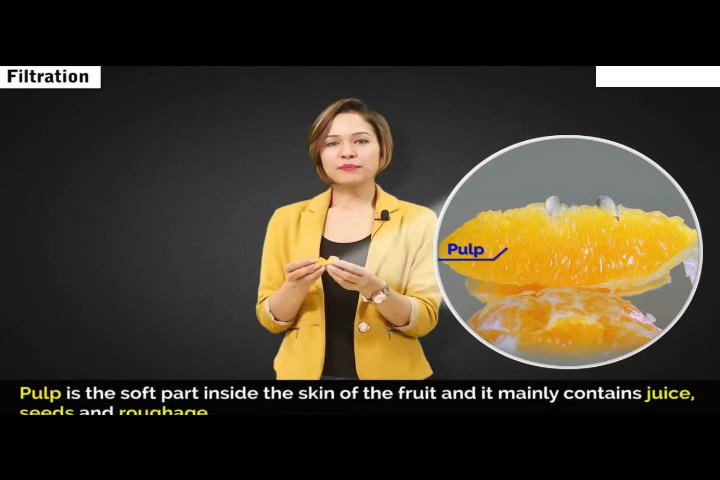 Filtration
Pulp
Pulp is the soft part inside the skin of the fruit and it mainly contains juice,
seeds and roughage